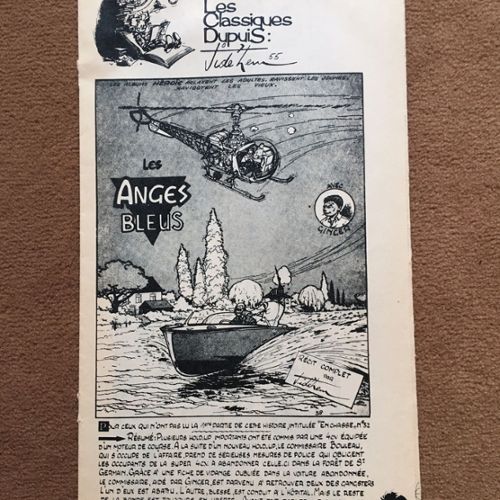 Les
Classiques
Dupuis:
Jidéhem 55
LES ALBUMS HÉROIC RELAXENT LES ADULTES, RAVISSENT LES JEUNES,
RAVIGOTENT LES VIEUX.
LES
ANGES
BLEUS
AVEC
GINGER
RÉCIT COMPLET
PAR
Jidéhem
POUR CEUX QUI N'ONT PAS LU LA 1ÈRE PARTIE DE CETTE HISTOIRE, INTITULÉE "EN CHASSE", N°32
RÉSUMÉ: PLUSIEURS HOLD.UP IMPORTANTS ONT ÉTÉ COMMIS PAR UNE 4CV ÉQUIPÉE
D'UN MOTEUR DE COURSE. À LA SUITE D'UN NOUVEAU HOLD.UP, LE COMMISSAIRE BOULEAU,
QUI S'OCCUPE DE L'AFFAIRE, PREND DE SÉRIEUSES MESURES DE POLICE QUI OBLIGENT
LES OCCUPANTS DE LA SUPER 4CV À ABANDONNER CELLE.CI DANS LA FORÊT DE ST
GERMAIN. GRÂCE À UNE FICHE DE VIDANGE OUBLIÉE DANS LA VOITURE ABANDONNÉE,
LE COMMISSAIRE, AIDÉ PAR GINGER, EST PARVENU À RETROUVER DEUX DES GANGSTERS
L'UN D'EUX EST ABATTU. L'AUTRE, BLESSÉ, EST CONDUIT À L'HÔPITAL. MAIS LE RESTE